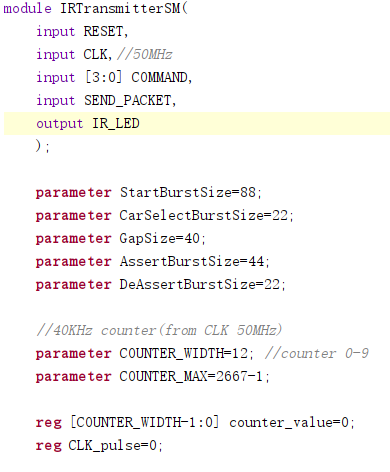 module IRTransmitterSM(
input RESET,
input CLK,//50MHz
input [3:0] COMMAND,
input SEND_PACKET,
output IR_LED
);
parameter StartBurstSize=88;
parameter CarSelectBurstSize=22;
parameter GapSize=40;
parameter AssertBurstSize=44;
parameter DeAssertBurstSize=22;
//40KHz counter(from CLK 50MHz)
parameter COUNTER_WIDTH=12; //counter 0-9
parameter COUNTER_MAX=2667-1;
reg [COUNTER_WIDTH-1:0] counter_value=0;
reg CLK_pulse=0;